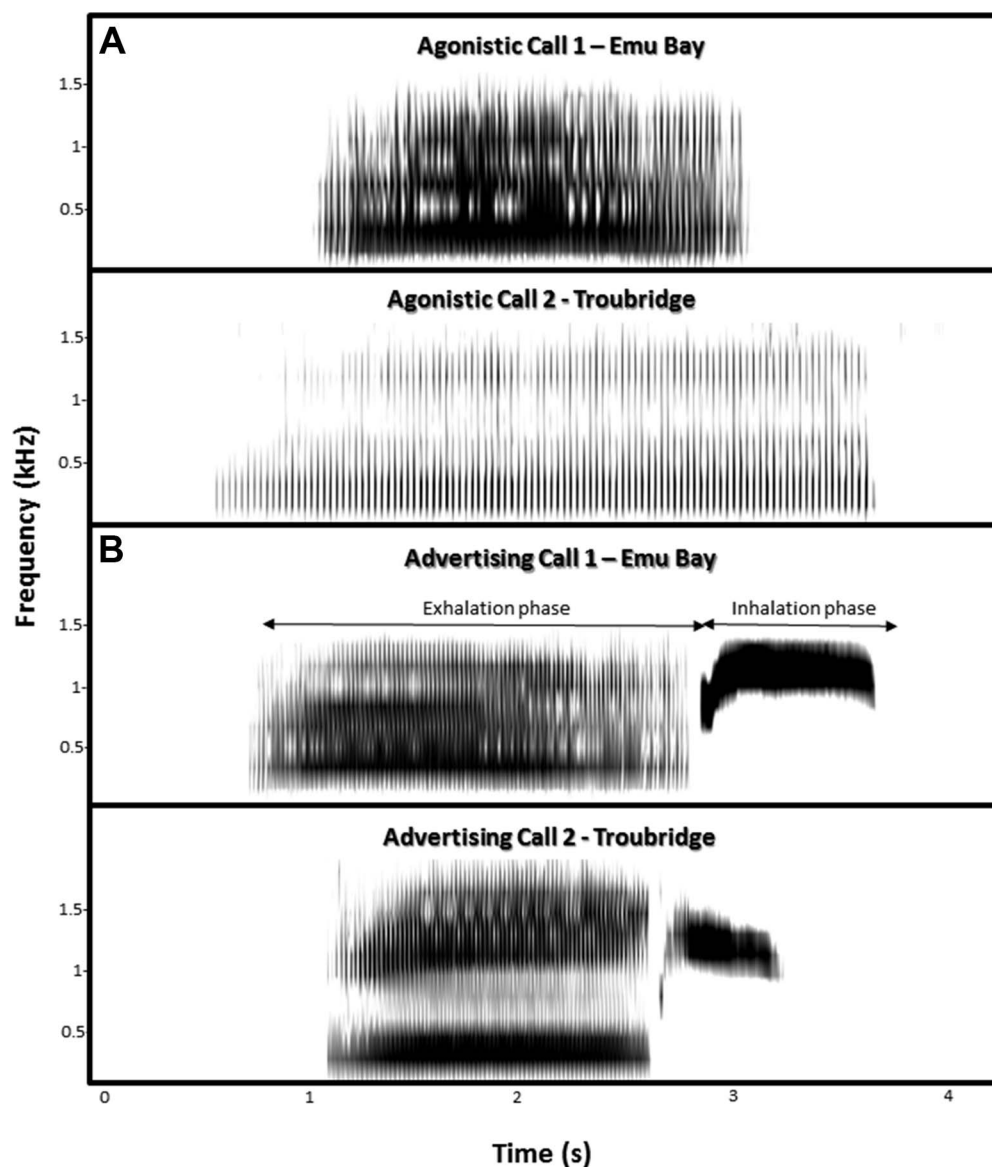 A
Agonistic Call 1 – Emu Bay
1.5
1
0.5
Agonistic Call 2 - Troubridge
1.5
1
0.5
Frequency (kHz)
B
Advertising Call 1 – Emu Bay
Exhalation phase
Inhalation phase
1.5
1
0.5
Advertising Call 2 - Troubridge
1.5
1
0.5
0 1 2 3 4
Time (s)